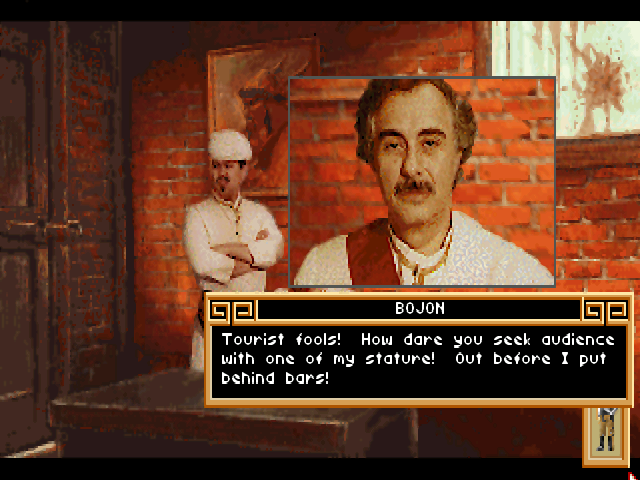 BOJON
Tourist fools! How dare you seek audience
with one of my stature! Out before I put
behind bars!